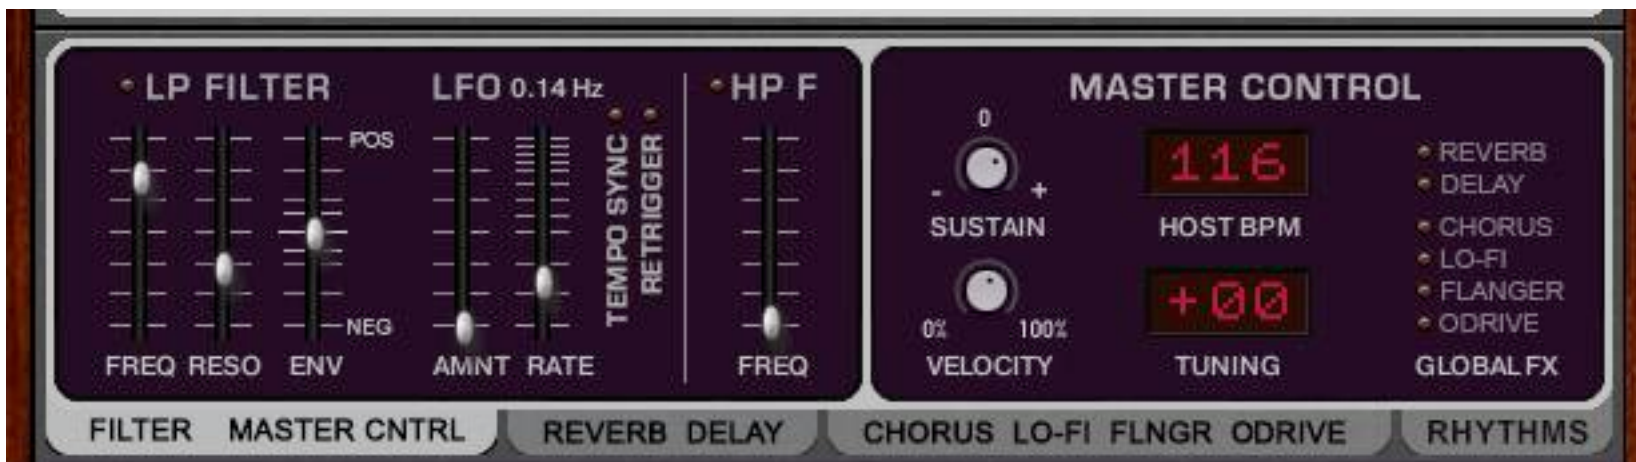 LP FILTER
LFO 0.14 Hz
HP F
POS
NEG
TEMPO SYNC
RETRIGGER
FREQ RESO ENV
AMNT RATE
FREQ
MASTER CONTROL
0
- +
SUSTAIN
116
HOST BPM
0% 100%
VELOCITY
+00
TUNING
REVERB
DELAY
CHORUS
LO-FI
FLANGER
ODRIVE
GLOBAL FX
FILTER MASTER CNTRL
REVERB DELAY
CHORUS LO-FI FLNGR ODRIVE
RHYTHMS